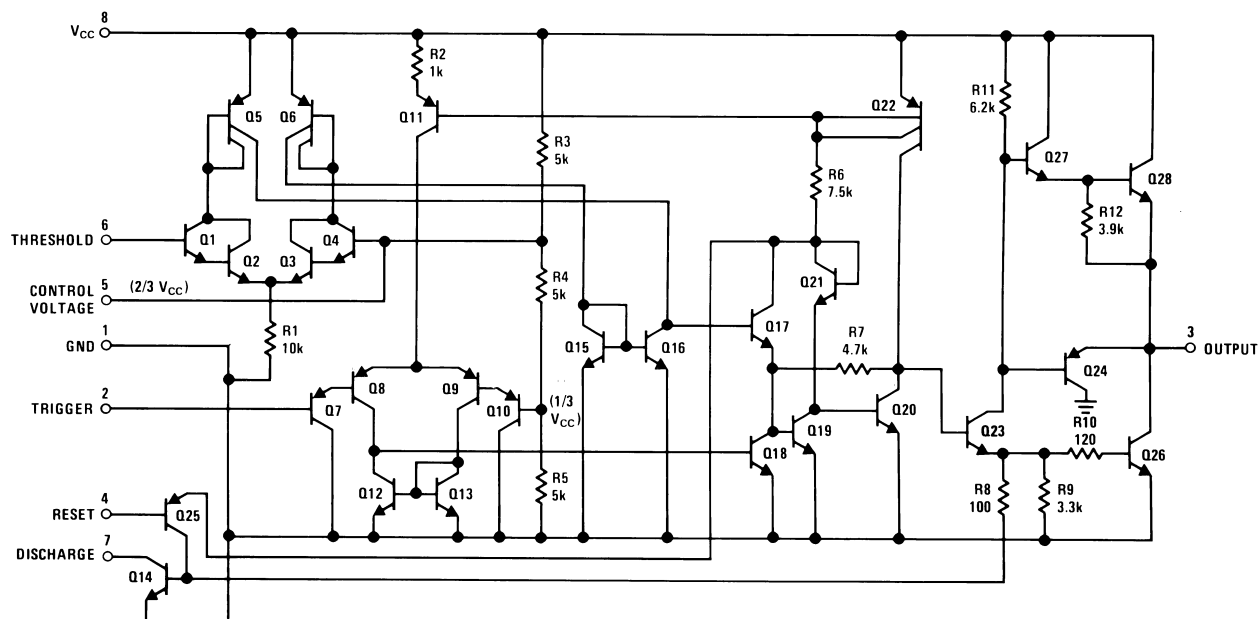 8
VCC
R2
1k
R11
6.2k
Q5
Q6
Q11
Q22
R3
5k
Q27
R6
7.5k
Q28
R12
3.9k
6
THRESHOLD
Q1
Q2
Q3
Q4
5
CONTROL
VOLTAGE
(2/3 VCC)
R4
5k
Q21
1
GND
R1
10k
Q15
Q16
Q17
R7
4.7k
3
OUTPUT
Q24
2
TRIGGER
Q7
Q8
Q9
Q10
(1/3
VCC)
Q18
Q19
Q20
Q23
R10
120
Q26
4
RESET
Q25
Q12
Q13
R5
5k
R8
100
R9
3.3k
7
DISCHARGE
Q14